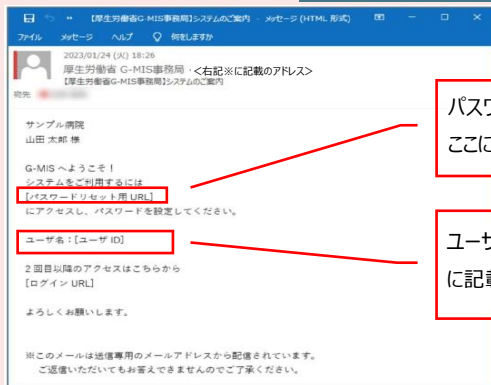 【厚生労働省G-MIS事務局】システムのご案内 - メッセージ (HTML 形式)
ファイル メッセージ ヘルプ 何をしますか
2023/01/24 (火) 18:26
厚生労働省 G-MIS事務局・<右記※に記載のアドレス>
【厚生労働省G-MIS事務局】システムのご案内
宛先
サンプル病院
山田 太郎 様
G-MIS へようこそ！
システムをご利用するには
[パスワードリセット用 URL]
にアクセスし、パスワードを設定してください。
ユーザ名：[ユーザ ID]
2 回目以降のアクセスはこちらから
[ログイン URL]
よろしくお願いします。
※このメールは送信専用のメールアドレスから配信されています。
ご返信いただいてもお答えできませんのでご了承ください。
パスワ
ここに
ユーザ
に記載